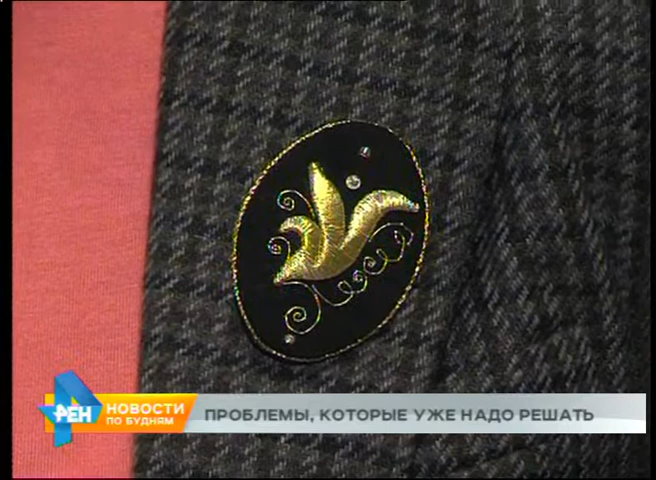 РЕН
НОВОСТИ
ПО БУДНЯМ
ПРОБЛЕМЫ, КОТОРЫЕ УЖЕ НАДО РЕШАТЬ